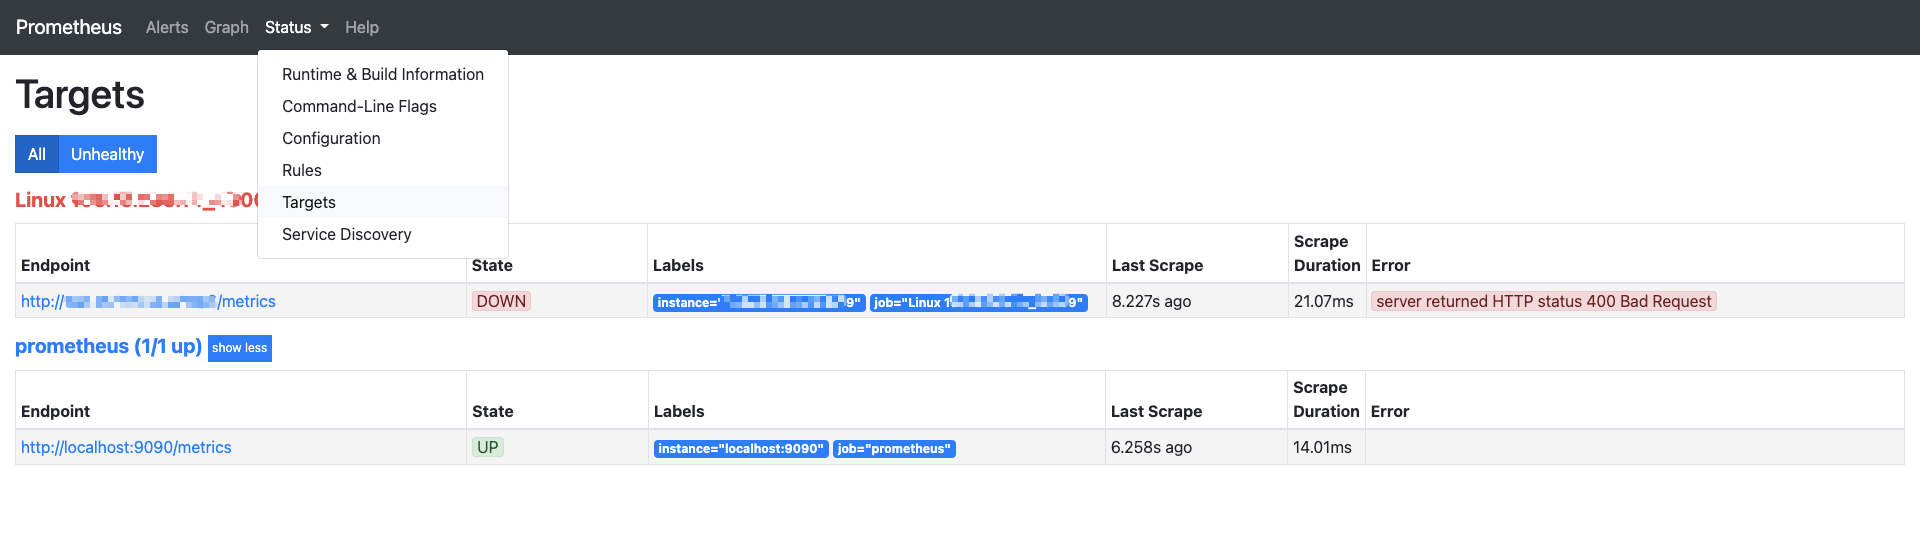 Prometheus Alerts Graph Status Help
Runtime & Build Information
Command-Line Flags
Configuration
Rules
Targets
Service Discovery
Targets
All Unhealthy
Linux
Endpoint State Labels Last Scrape Scrape Duration Error
http:// /metrics DOWN instance=" 9" job="Linux 1 9" 8.227s ago 21.07ms server returned HTTP status 400 Bad Request
prometheus (1/1 up) show less
Endpoint State Labels Last Scrape Scrape Duration Error
http://localhost:9090/metrics UP instance="localhost:9090" job="prometheus" 6.258s ago 14.01ms